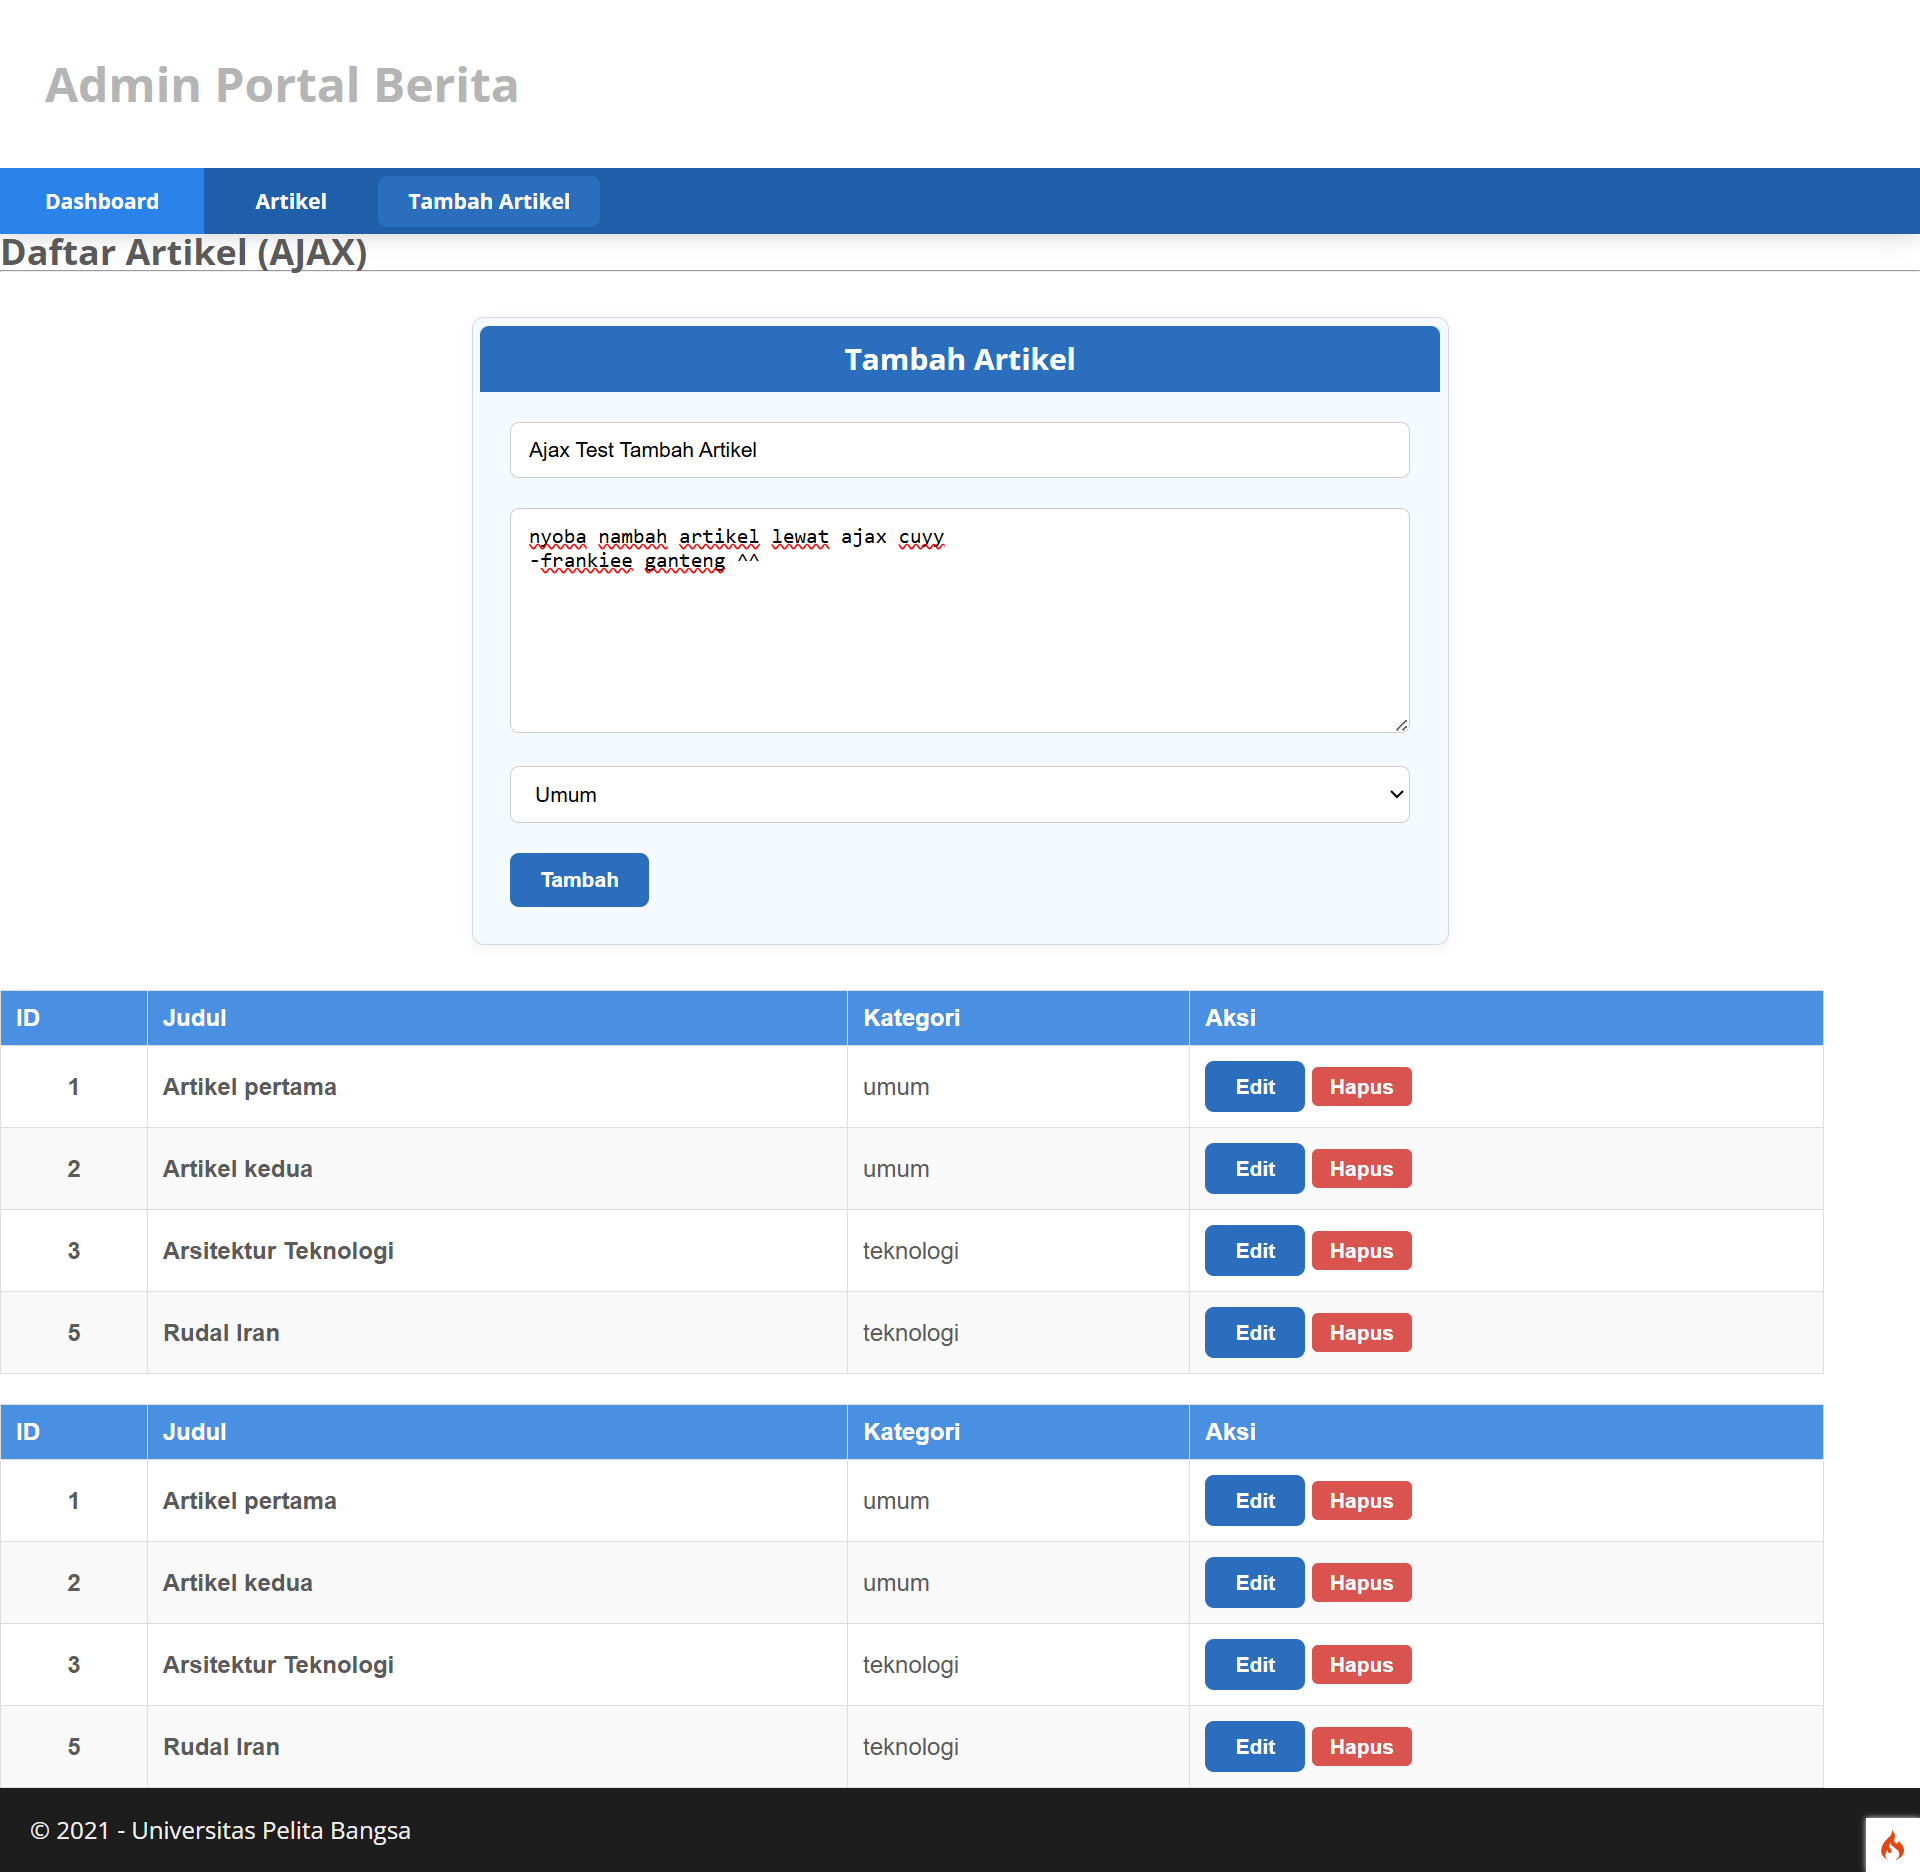 Admin Portal Berita
Dashboard Artikel Tambah Artikel
Daftar Artikel (AJAX)
Tambah Artikel
Ajax Test Tambah Artikel
nyoba nambah artikel lewat ajax cuyy
-frankiee ganteng ^^
Umum
Tambah
ID Judul Kategori Aksi
1 Artikel pertama umum Edit Hapus
2 Artikel kedua umum Edit Hapus
3 Arsitektur Teknologi teknologi Edit Hapus
5 Rudal Iran teknologi Edit Hapus
ID Judul Kategori Aksi
1 Artikel pertama umum Edit Hapus
2 Artikel kedua umum Edit Hapus
3 Arsitektur Teknologi teknologi Edit Hapus
5 Rudal Iran teknologi Edit Hapus
© 2021 - Universitas Pelita Bangsa